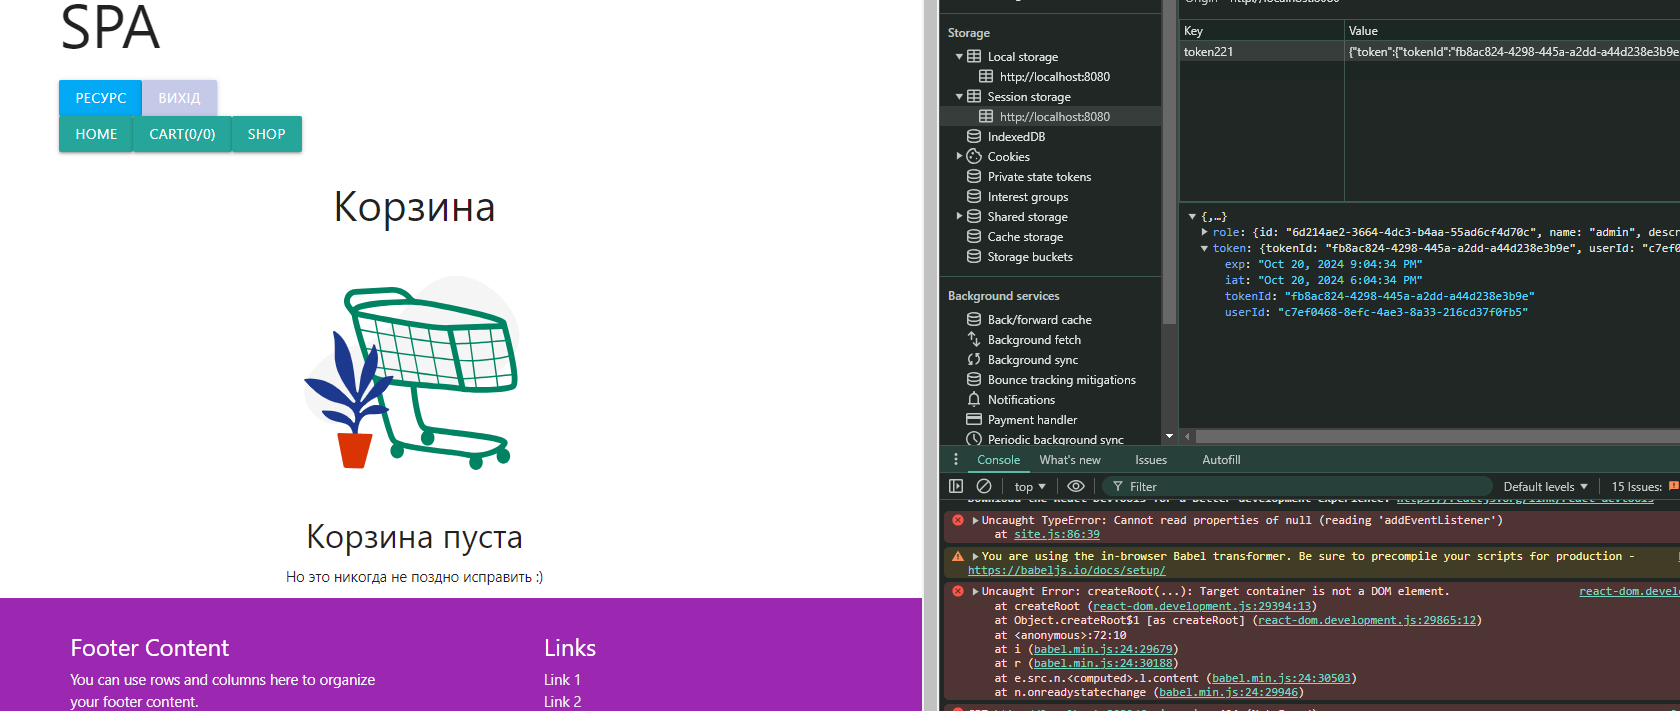 SPA
РЕСУРС ВИХІД
HOME CART(0/0) SHOP
Корзина
Корзина пуста
Но это никогда не поздно исправить :)
Footer Content
You can use rows and columns here to organize
your footer content.
Links
Link 1
Link 2
Storage
Local storage
http://localhost:8080
Session storage
http://localhost:8080
IndexedDB
Cookies
Private state tokens
Interest groups
Shared storage
Cache storage
Storage buckets
Background services
Back/forward cache
Background fetch
Background sync
Bounce tracking mitigations
Notifications
Payment handler
Periodic background sync
Key Value
token221 {"token":{"tokenId":"fb8ac824-4298-445a-a2dd-a44d238e3b9e
{,…}
role: {id: "6d214ae2-3664-4dc3-b4aa-55ad6cf4d70c", name: "admin", descr
token: {tokenId: "fb8ac824-4298-445a-a2dd-a44d238e3b9e", userId: "c7ef0
exp: "Oct 20, 2024 9:04:34 PM"
iat: "Oct 20, 2024 6:04:34 PM"
tokenId: "fb8ac824-4298-445a-a2dd-a44d238e3b9e"
userId: "c7ef0468-8efc-4ae3-8a33-216cd37f0fb5"
Console What's new Issues Autofill
top Filter Default levels 15 Issues:
Uncaught TypeError: Cannot read properties of null (reading 'addEventListener')
at site.js:86:39
You are using the in-browser Babel transformer. Be sure to precompile your scripts for production -
https://babeljs.io/docs/setup/
Uncaught Error: createRoot(...): Target container is not a DOM element. react-dom.devel
at createRoot (react-dom.development.js:29394:13)
at Object.createRoot$1 [as createRoot] (react-dom.development.js:29865:12)
at <anonymous>:72:10
at i (babel.min.js:24:29679)
at r (babel.min.js:24:30188)
at e.src.n.<computed>.l.content (babel.min.js:24:30503)
at n.onreadystatechange (babel.min.js:24:29946)